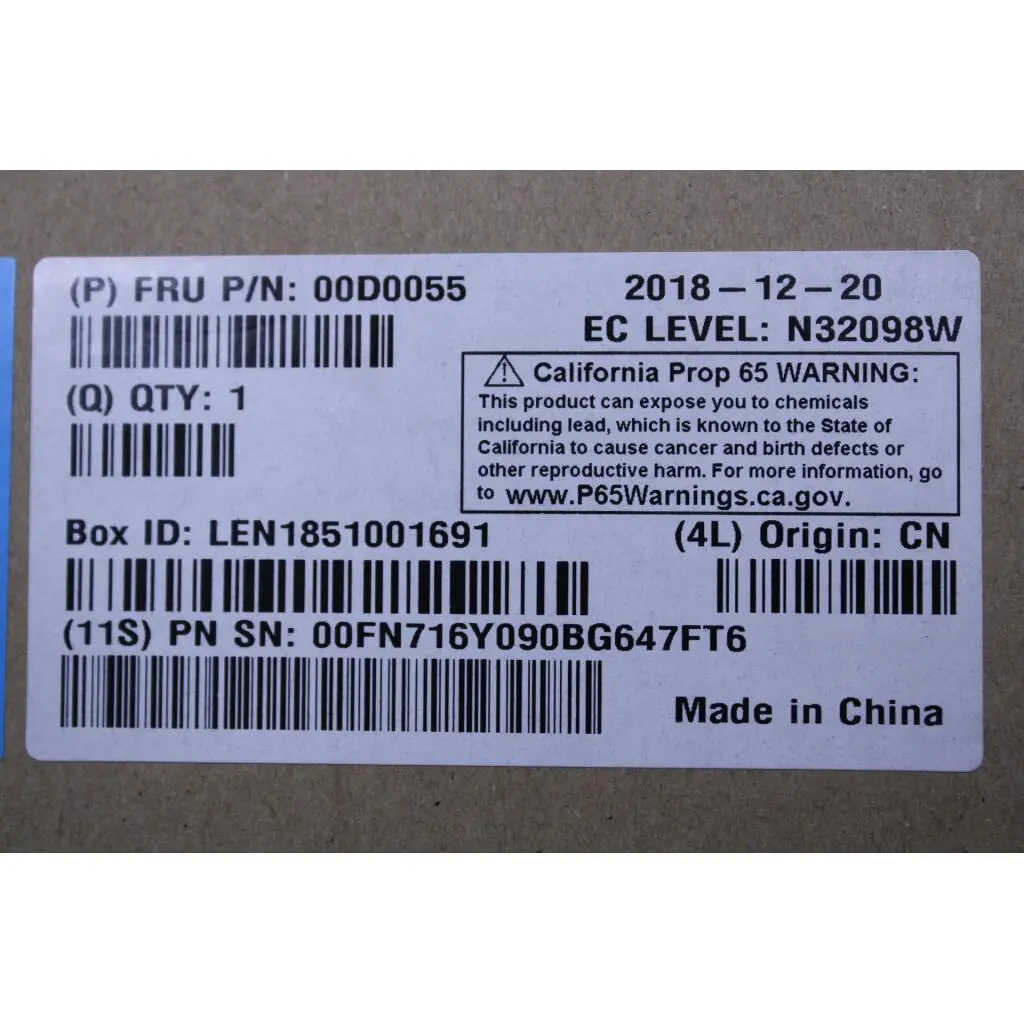 (P) FRU P/N: 00D0055
2018-12-20
EC LEVEL: N32098W
(Q) QTY: 1
⚠ California Prop 65 WARNING:
This product can expose you to chemicals
including lead, which is known to the State of
California to cause cancer and birth defects or
other reproductive harm. For more information, go
to www.P65Warnings.ca.gov.
Box ID: LEN1851001691
(4L) Origin: CN
(11S) PN SN: 00FN716Y090BG647FT6
Made in China